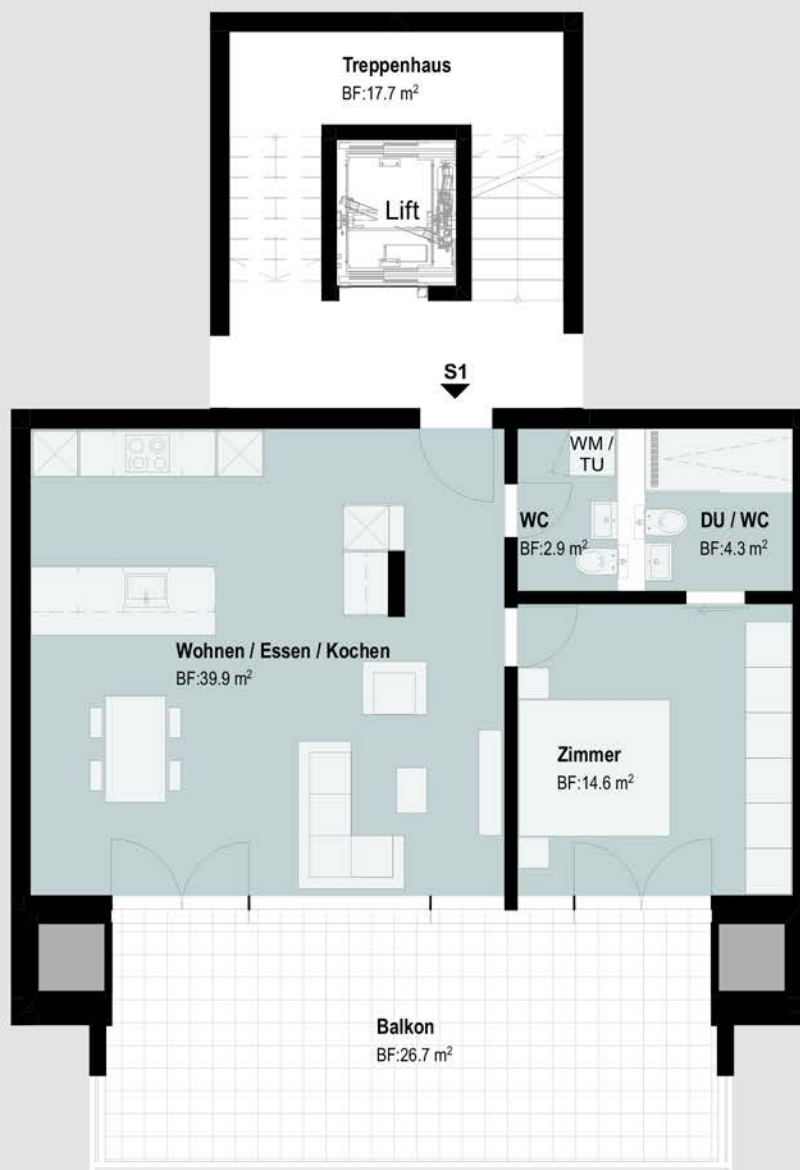 Treppenhaus
BF:17.7 m²
Lift
S1
WM /
TU
WC
BF:2.9 m²
DU / WC
BF:4.3 m²
Wohnen / Essen / Kochen
BF:39.9 m²
Zimmer
BF:14.6 m²
Balkon
BF:26.7 m²